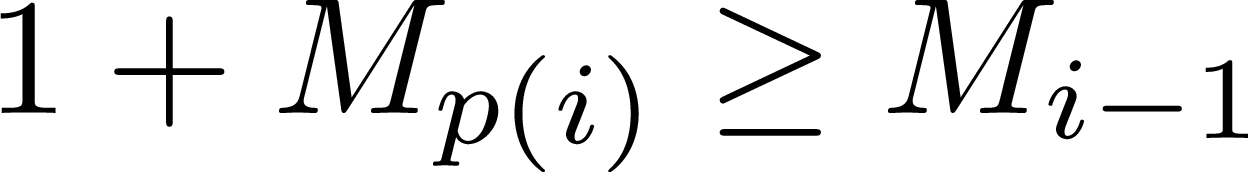 1 + M_{p(i)} ≥ M_{i−1}